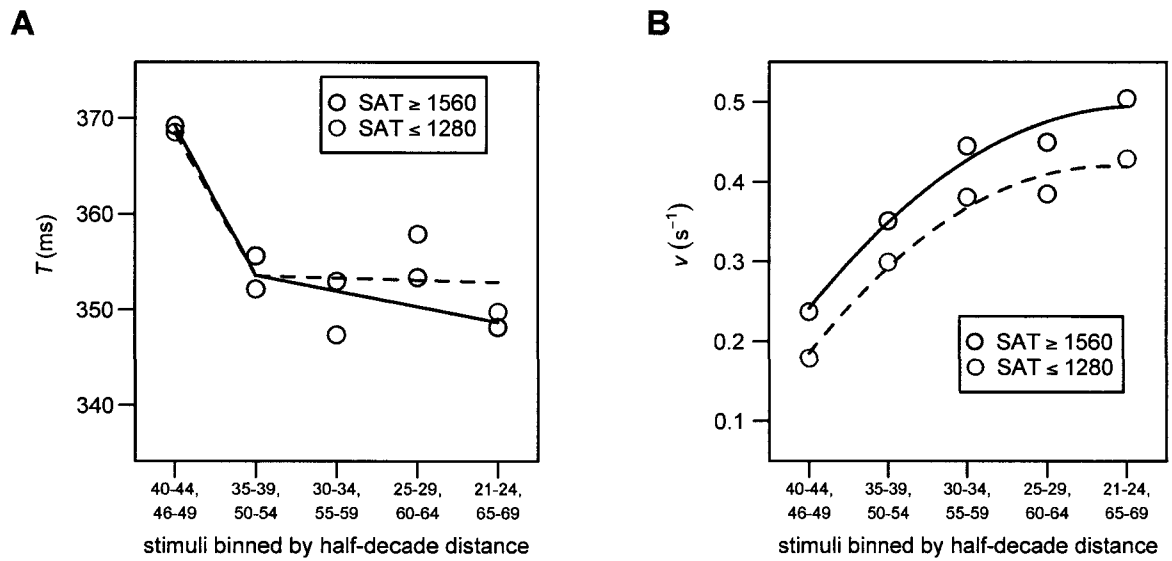 A
T (ms)
370
360
350
340
SAT ≥ 1560
SAT ≤ 1280
40-44, 35-39, 30-34, 25-29, 21-24,
46-49 50-54 55-59 60-64 65-69
stimuli binned by half-decade distance
B
v (s⁻¹)
0.5
0.4
0.3
0.2
0.1
SAT ≥ 1560
SAT ≤ 1280
40-44, 35-39, 30-34, 25-29, 21-24,
46-49 50-54 55-59 60-64 65-69
stimuli binned by half-decade distance